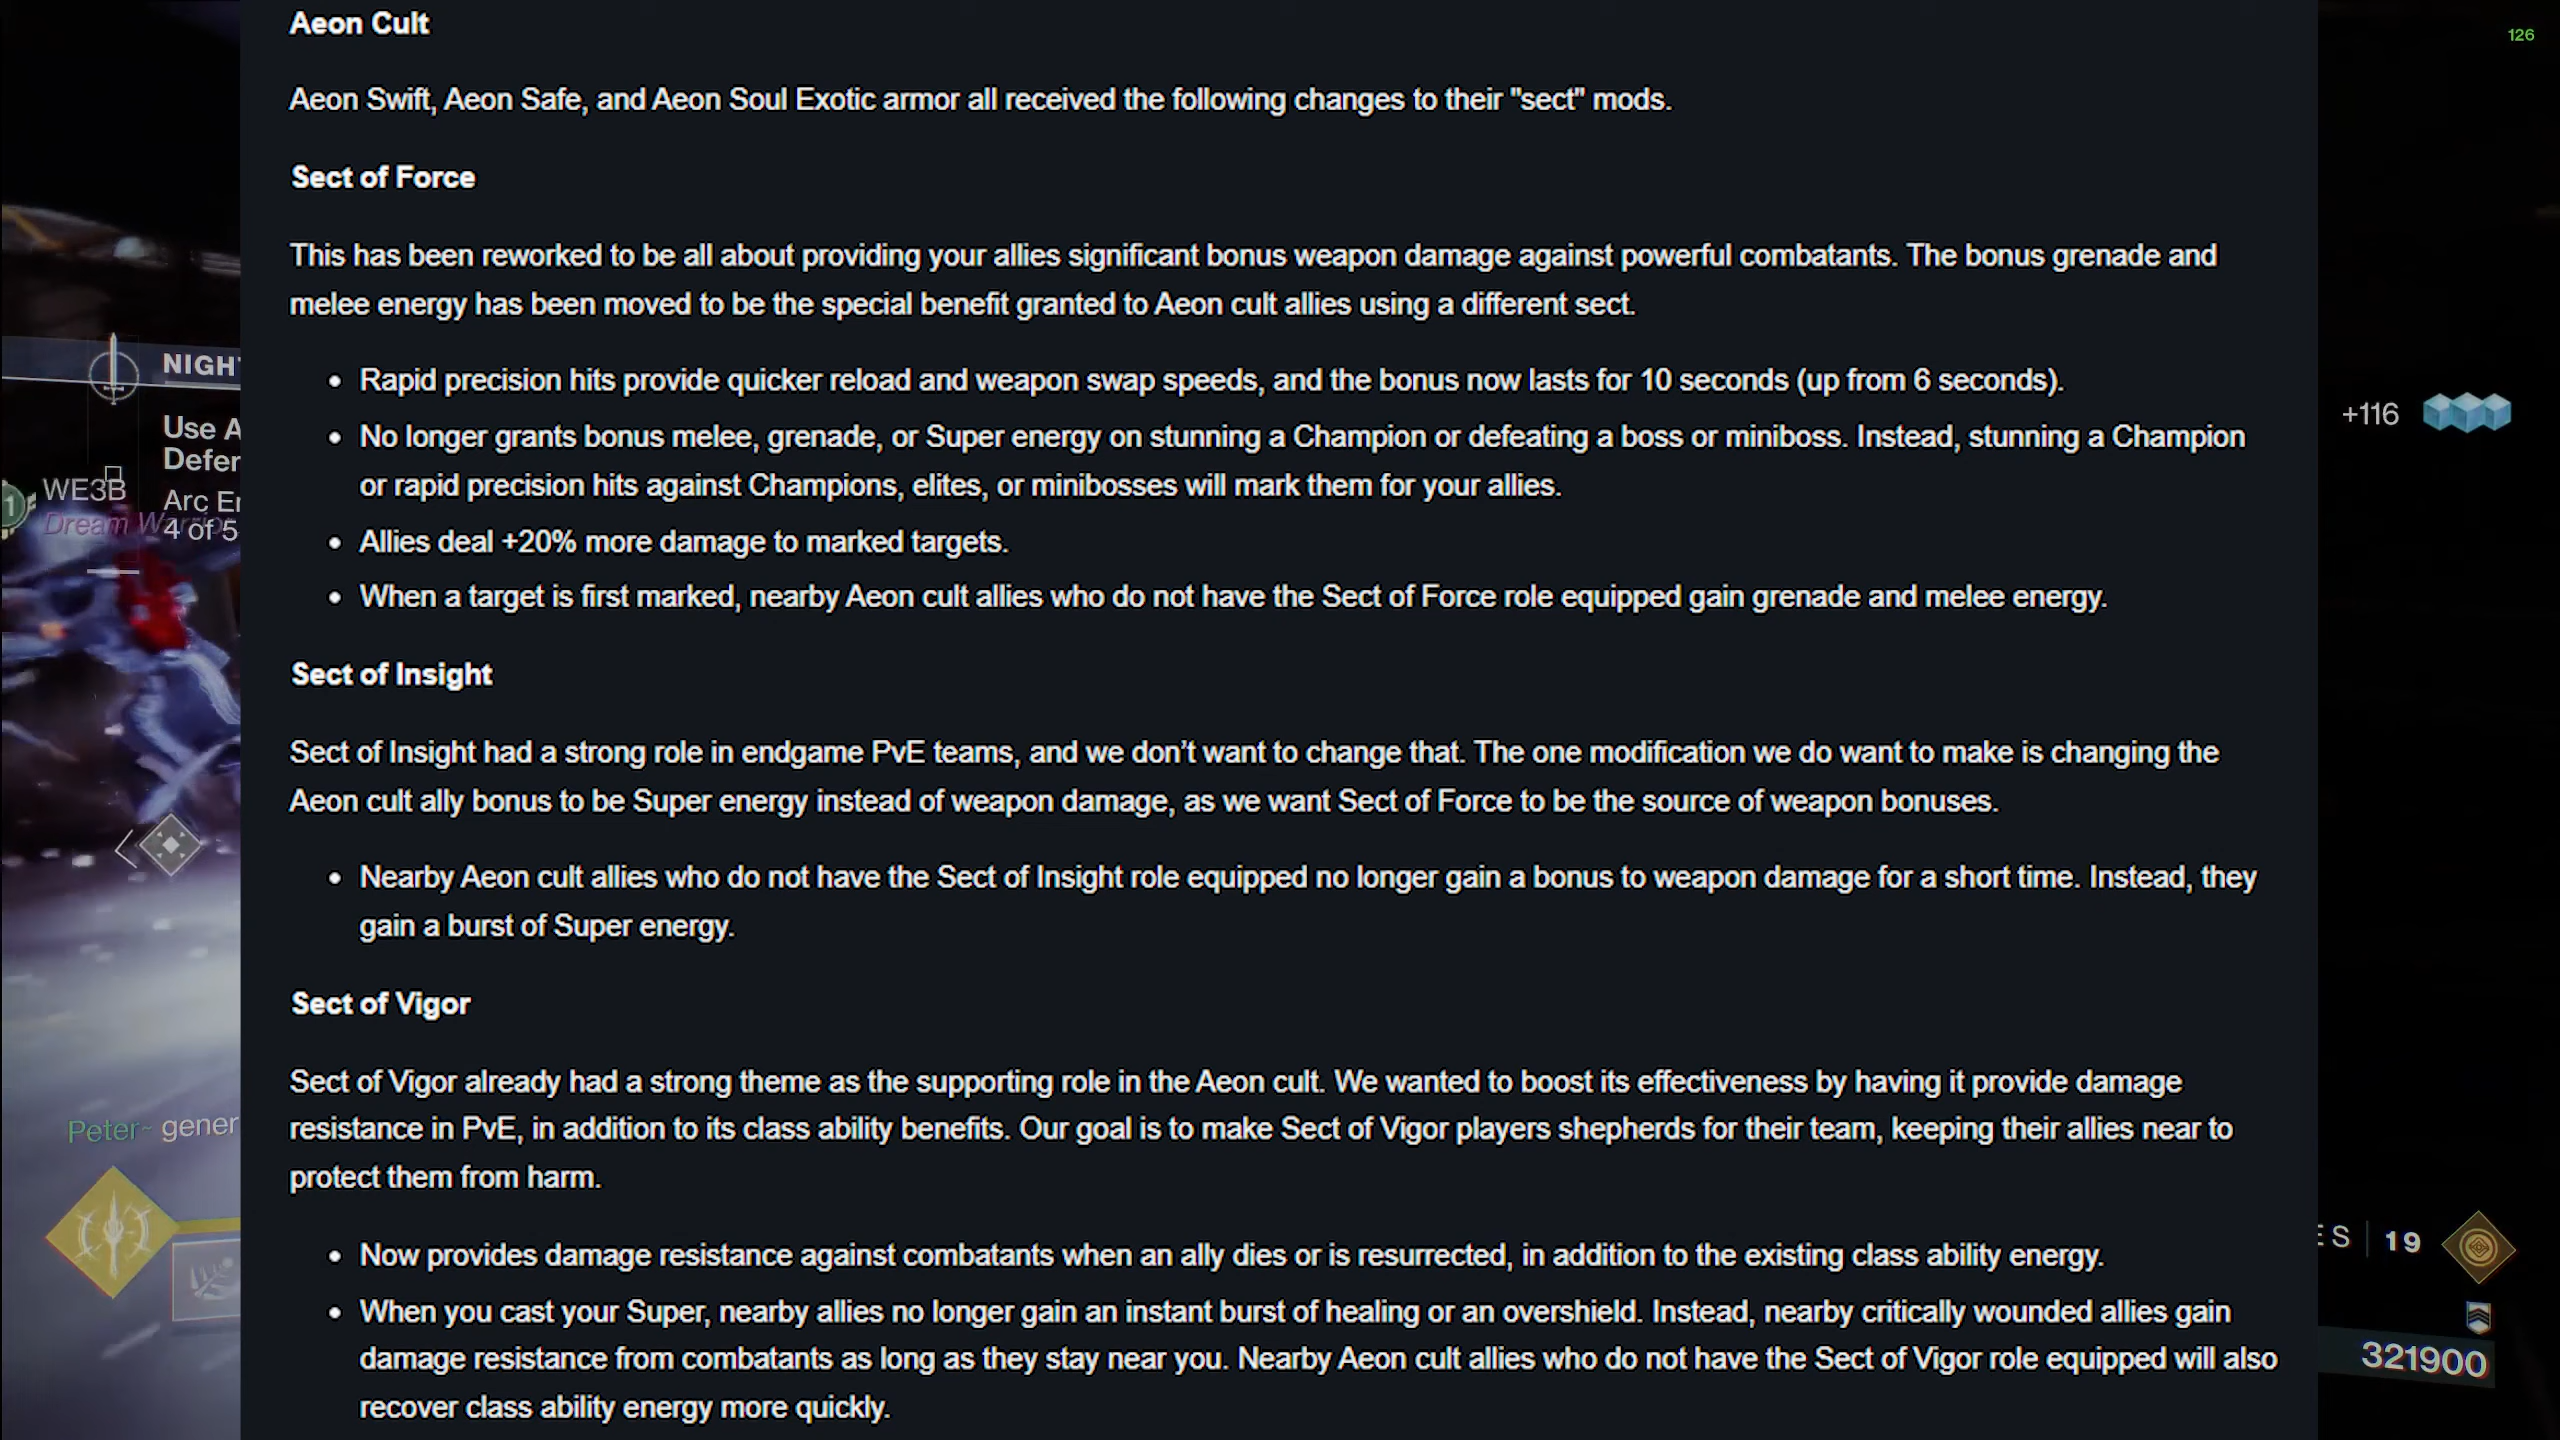 Aeon Cult
Aeon Swift, Aeon Safe, and Aeon Soul Exotic armor all received the following changes to their "sect" mods.
Sect of Force
This has been reworked to be all about providing your allies significant bonus weapon damage against powerful combatants. The bonus grenade and
melee energy has been moved to be the special benefit granted to Aeon cult allies using a different sect.
• Rapid precision hits provide quicker reload and weapon swap speeds, and the bonus now lasts for 10 seconds (up from 6 seconds).
• No longer grants bonus melee, grenade, or Super energy on stunning a Champion or defeating a boss or miniboss. Instead, stunning a Champion
or rapid precision hits against Champions, elites, or minibosses will mark them for your allies.
• Allies deal +20% more damage to marked targets.
• When a target is first marked, nearby Aeon cult allies who do not have the Sect of Force role equipped gain grenade and melee energy.
Sect of Insight
Sect of Insight had a strong role in endgame PvE teams, and we don’t want to change that. The one modification we do want to make is changing the
Aeon cult ally bonus to be Super energy instead of weapon damage, as we want Sect of Force to be the source of weapon bonuses.
• Nearby Aeon cult allies who do not have the Sect of Insight role equipped no longer gain a bonus to weapon damage for a short time. Instead, they
gain a burst of Super energy.
Sect of Vigor
Sect of Vigor already had a strong theme as the supporting role in the Aeon cult. We wanted to boost its effectiveness by having it provide damage
resistance in PvE, in addition to its class ability benefits. Our goal is to make Sect of Vigor players shepherds for their team, keeping their allies near to
protect them from harm.
• Now provides damage resistance against combatants when an ally dies or is resurrected, in addition to the existing class ability energy.
• When you cast your Super, nearby allies no longer gain an instant burst of healing or an overshield. Instead, nearby critically wounded allies gain
damage resistance from combatants as long as they stay near you. Nearby Aeon cult allies who do not have the Sect of Vigor role equipped will also
recover class ability energy more quickly.
NIGH
Use A
Defer
WE3B
Arc E
Dream
4 of 5
1
Peter~ gener
126
+116
ES | 19
321900